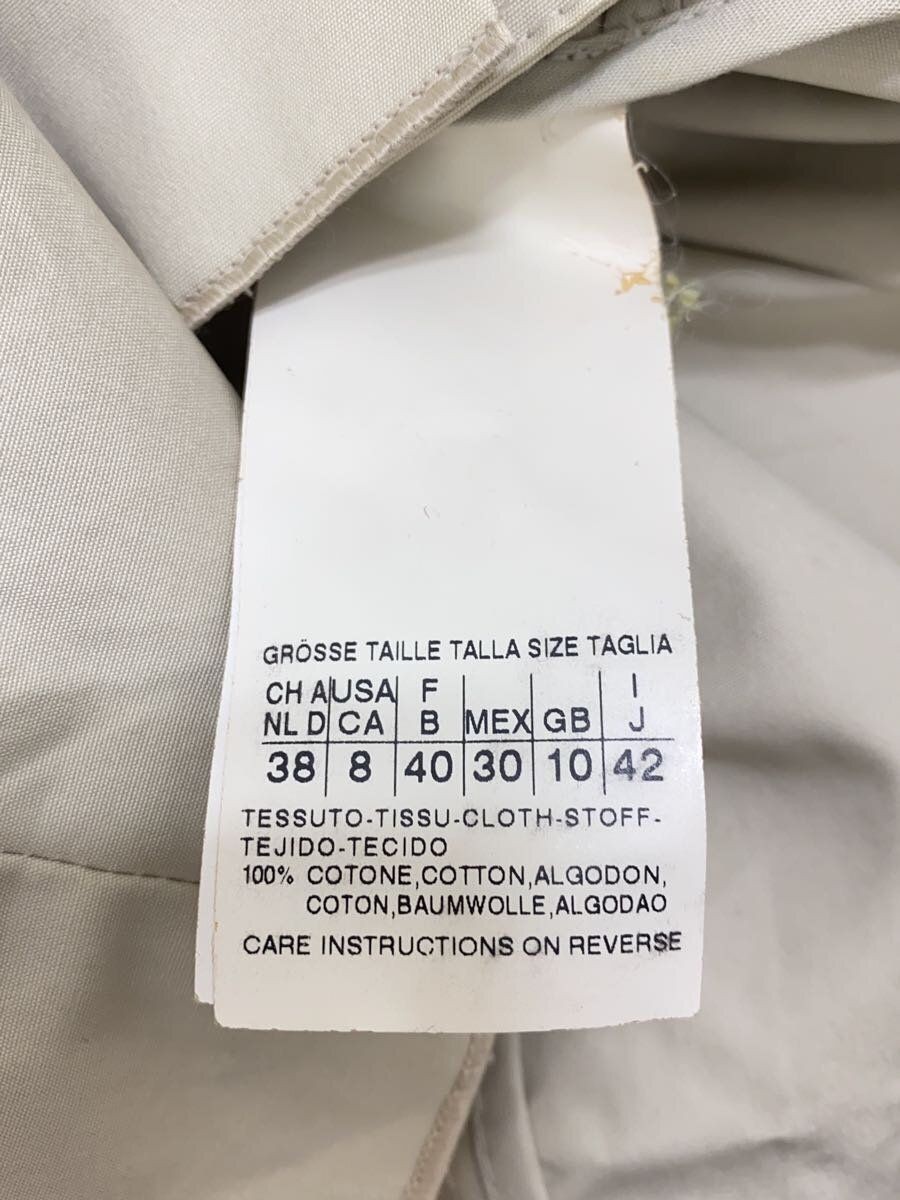 GRÖSSE TAILLE TALLA SIZE TAGLIA
CH A USA F I
NL D CA B MEX GB J
38 8 40 30 10 42
TESSUTO-TISSU-CLOTH-STOFF-
TEJIDO-TECIDO
100% COTONE,COTTON,ALGODON,
COTON,BAUMWOLLE,ALGODAO
CARE INSTRUCTIONS ON REVERSE